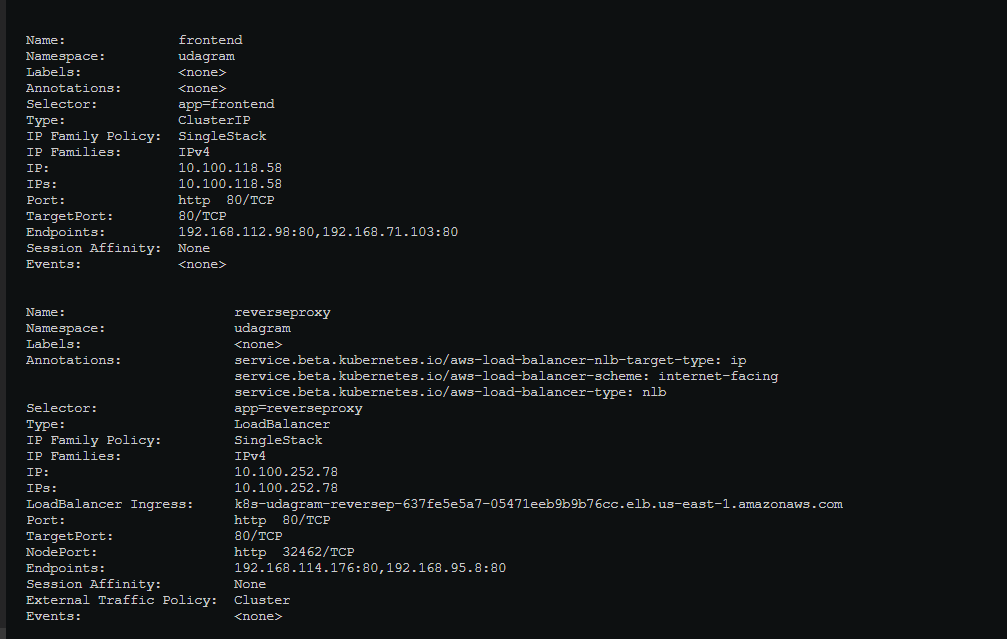 Name:              frontend
Namespace:         udagram
Labels:            <none>
Annotations:       <none>
Selector:          app=frontend
Type:              ClusterIP
IP Family Policy:  SingleStack
IP Families:       IPv4
IP:                10.100.118.58
IPs:               10.100.118.58
Port:              http  80/TCP
TargetPort:        80/TCP
Endpoints:         192.168.112.98:80,192.168.71.103:80
Session Affinity:  None
Events:            <none>
Name:                     reverseproxy
Namespace:                udagram
Labels:                   <none>
Annotations:              service.beta.kubernetes.io/aws-load-balancer-nlb-target-type: ip
                          service.beta.kubernetes.io/aws-load-balancer-scheme: internet-facing
                          service.beta.kubernetes.io/aws-load-balancer-type: nlb
Selector:                 app=reverseproxy
Type:                     LoadBalancer
IP Family Policy:         SingleStack
IP Families:              IPv4
IP:                       10.100.252.78
IPs:                      10.100.252.78
LoadBalancer Ingress:     k8s-udagram-reversep-637fe5e5a7-05471eeb9b9b76cc.elb.us-east-1.amazonaws.com
Port:                     http  80/TCP
TargetPort:               80/TCP
NodePort:                 http  32462/TCP
Endpoints:                192.168.114.176:80,192.168.95.8:80
Session Affinity:         None
External Traffic Policy:  Cluster
Events:                   <none>